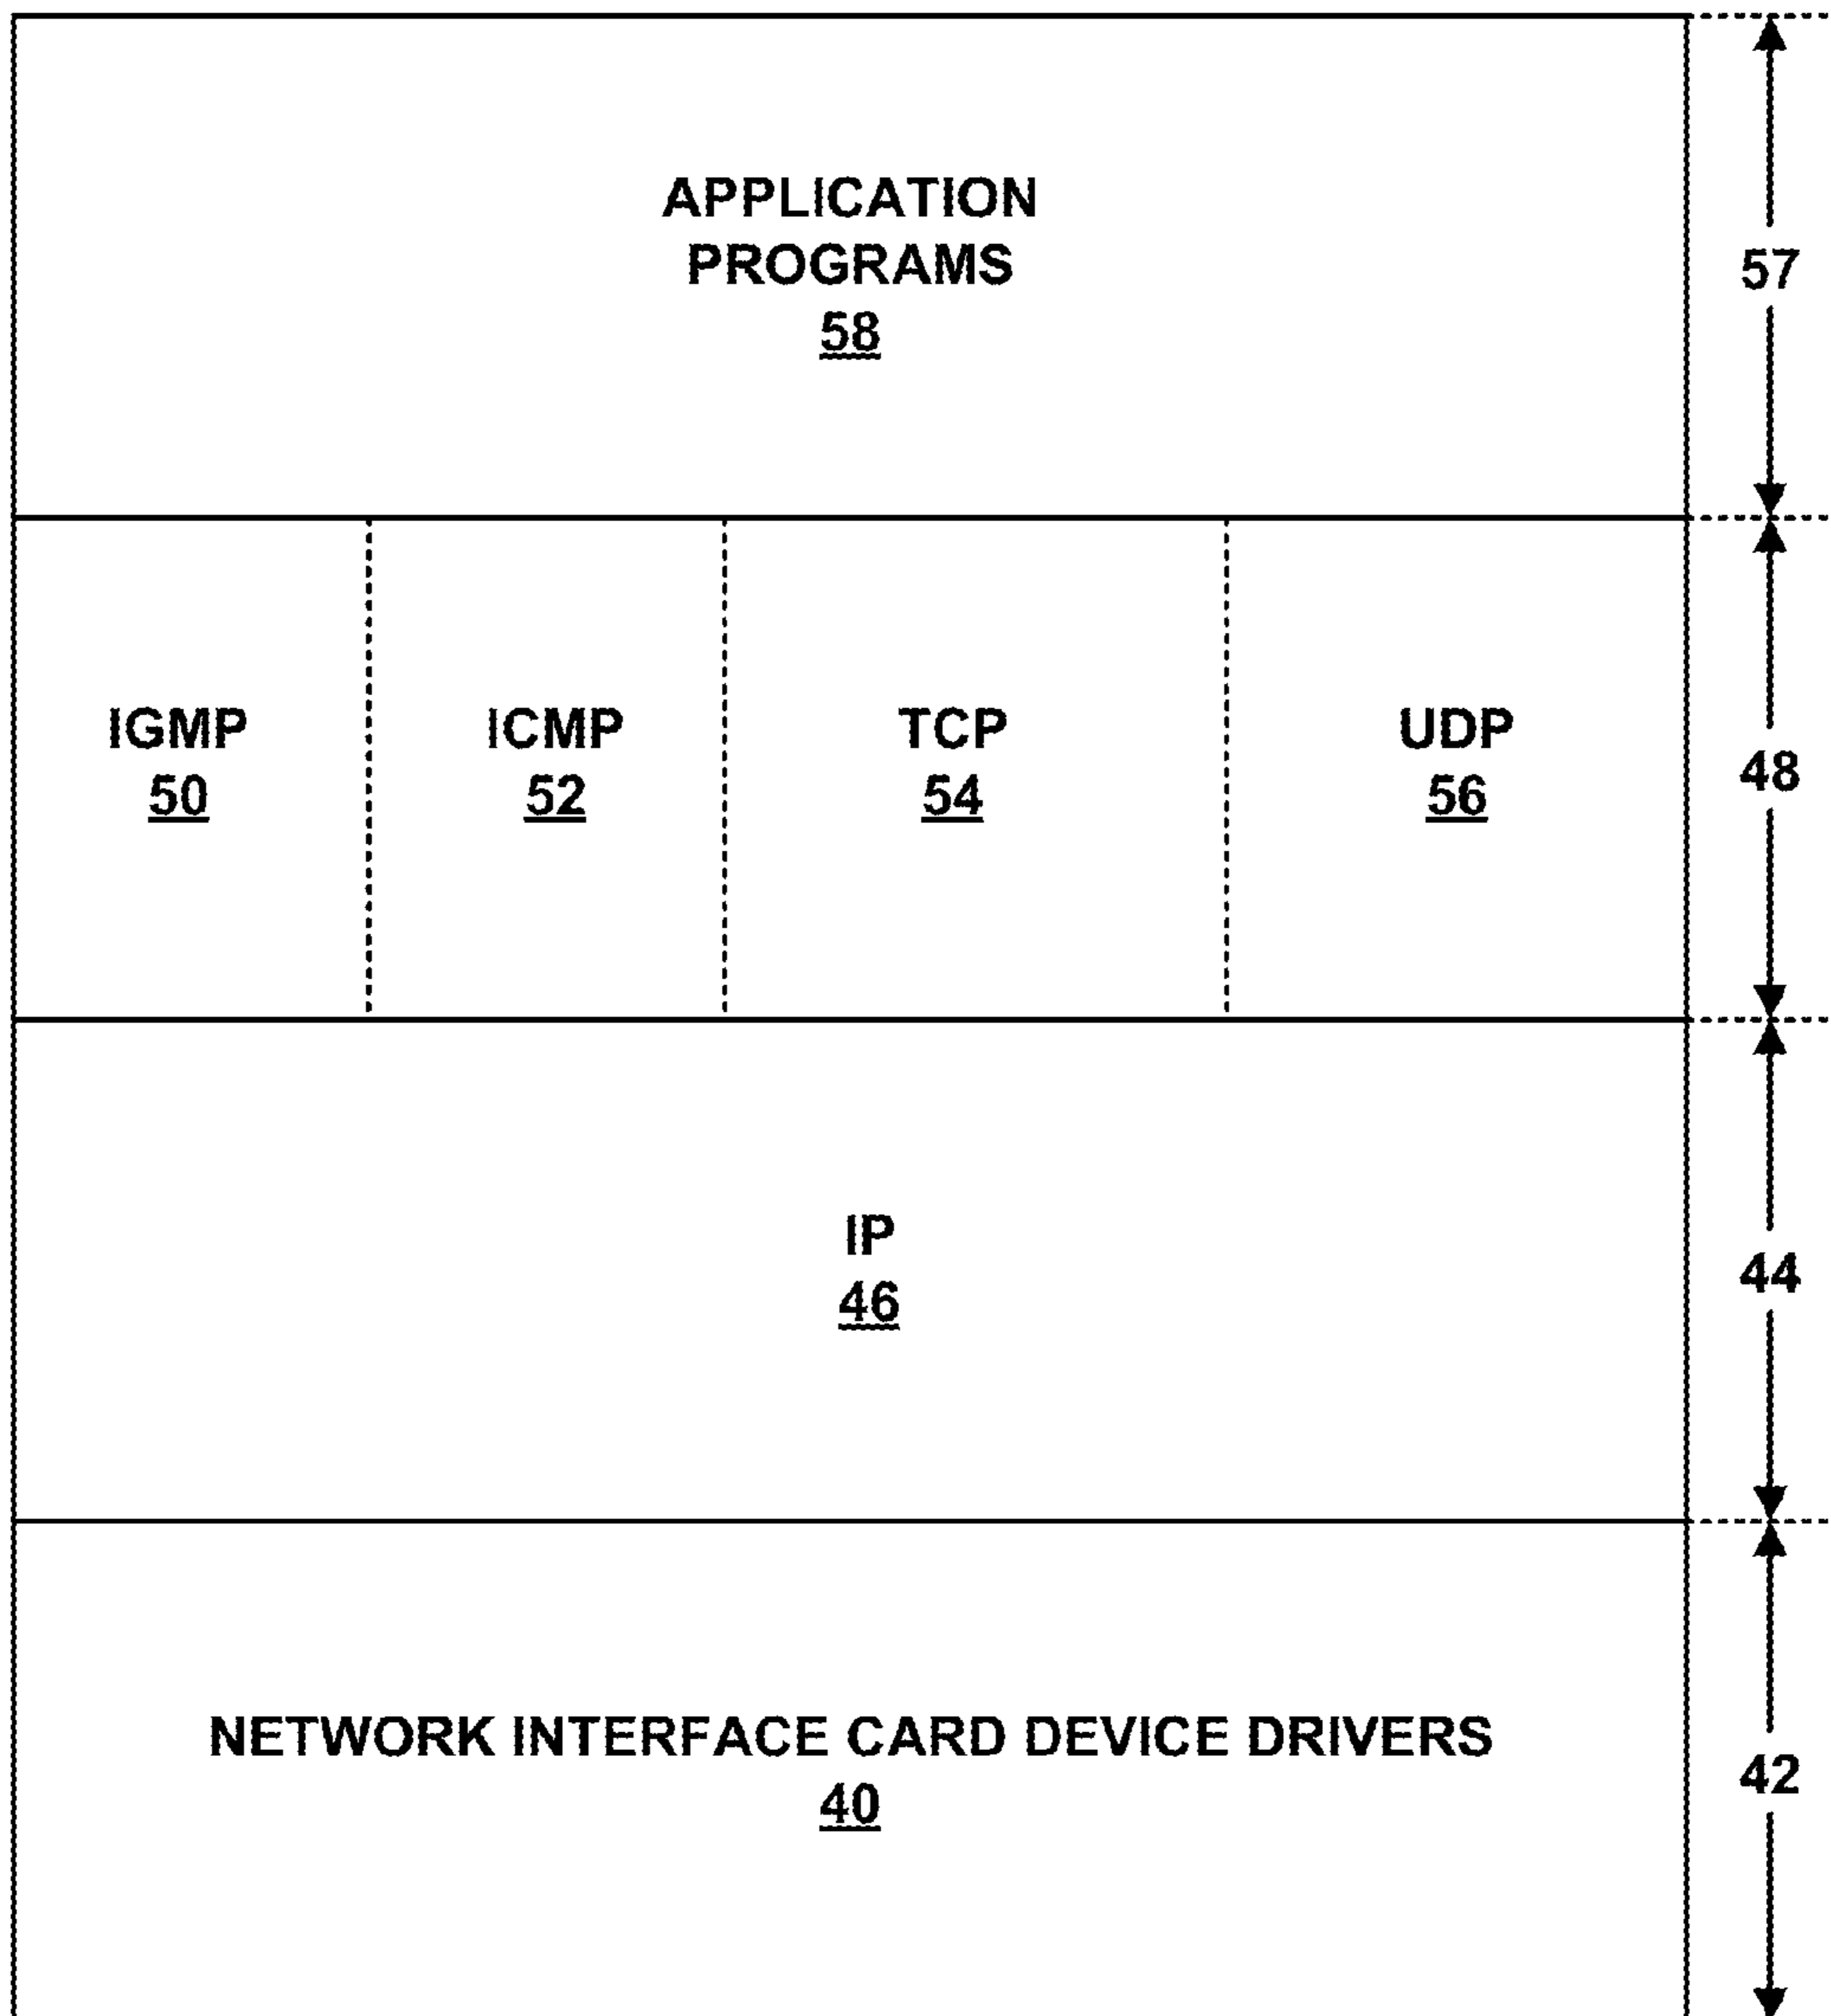 APPLICATION
PROGRAMS
58
57
IGMP
50
ICMP
52
TCP
54
UDP
56
48
IP
46
44
NETWORK INTERFACE CARD DEVICE DRIVERS
40
42